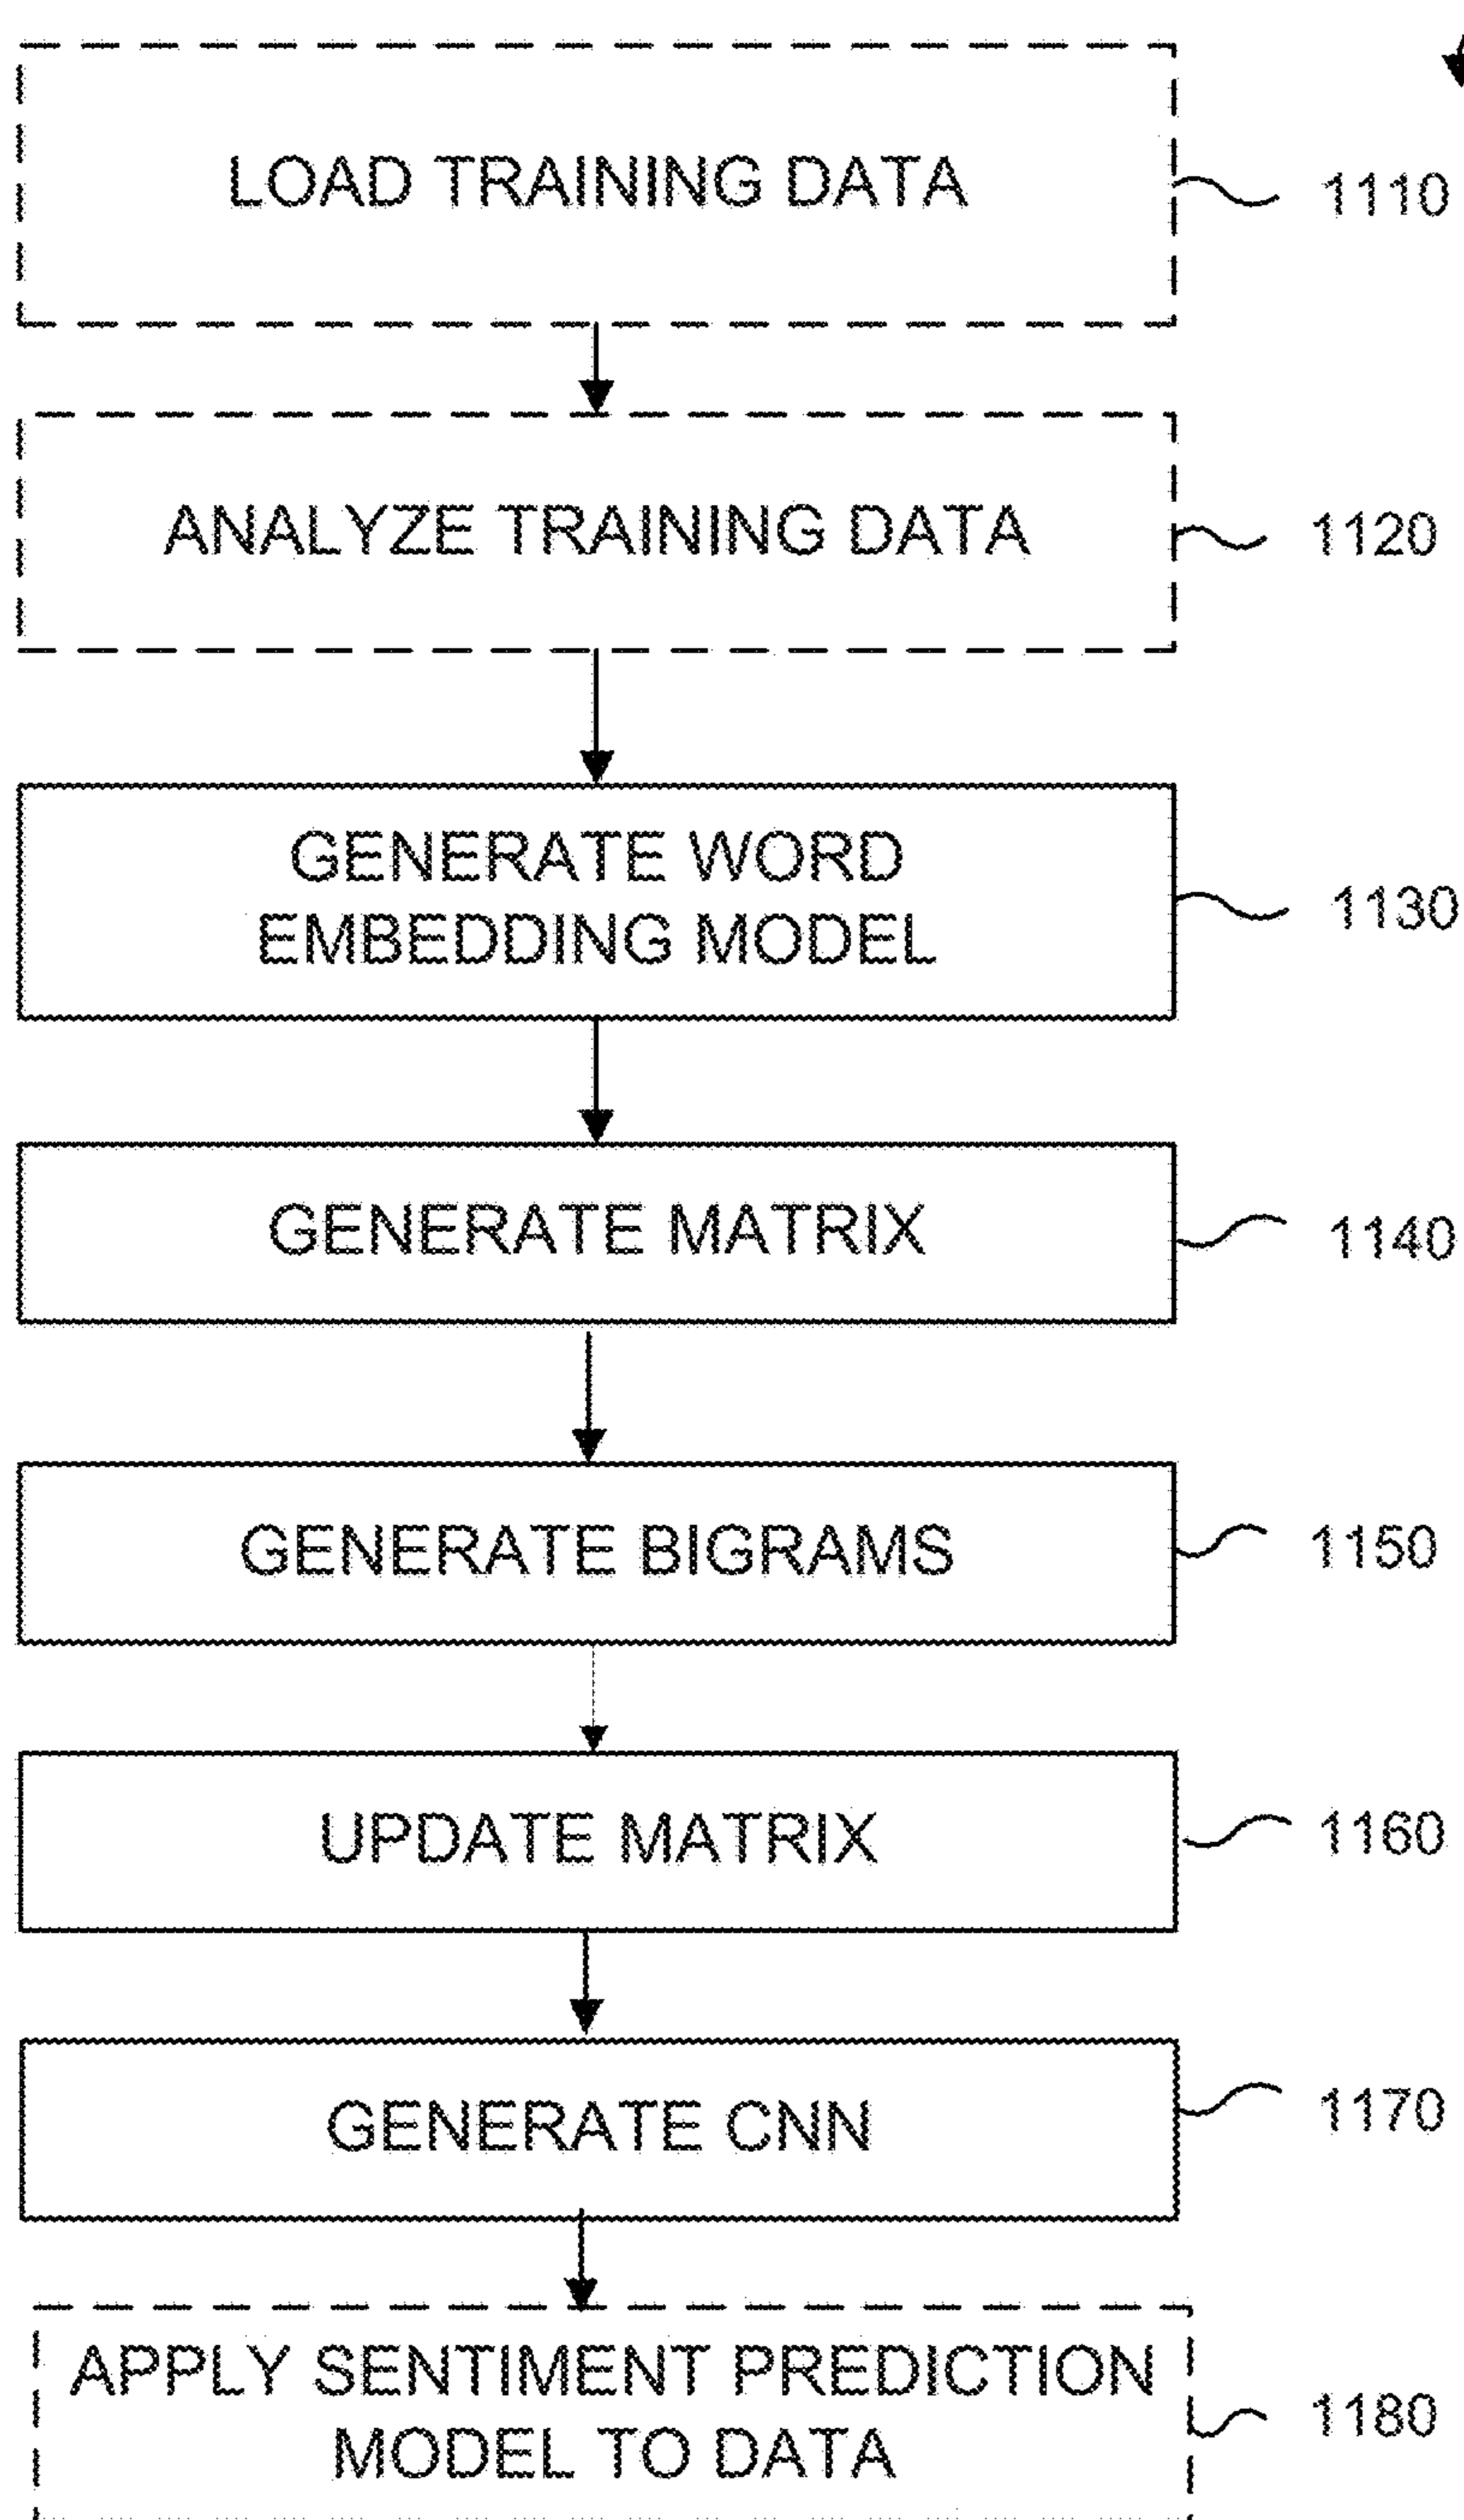 LOAD TRAINING DATA
1110
ANALYZE TRAINING DATA
1120
GENERATE WORD
EMBEDDING MODEL
1130
GENERATE MATRIX
1140
GENERATE BIGRAMS
1150
UPDATE MATRIX
1160
GENERATE CNN
1170
APPLY SENTIMENT PREDICTION
MODEL TO DATA
1180